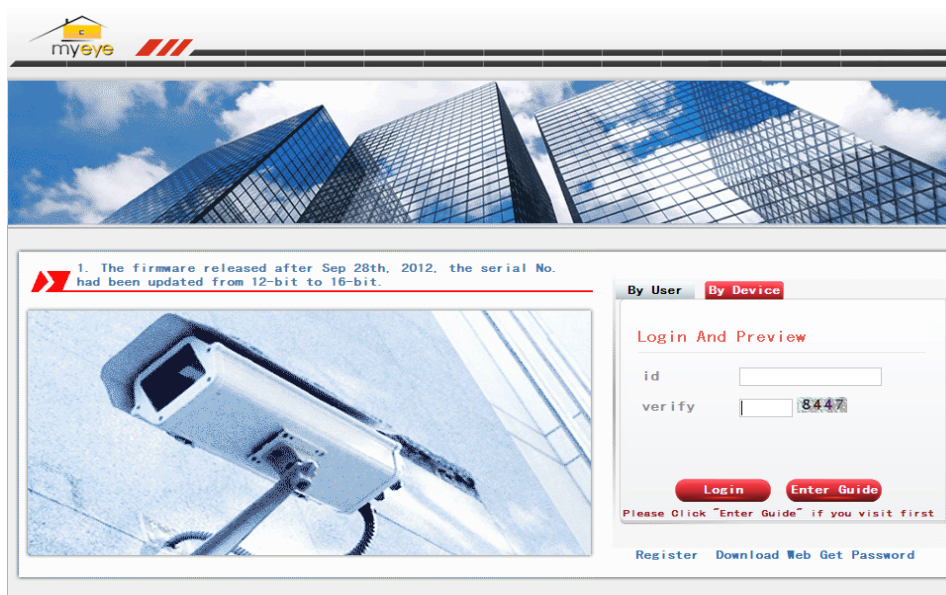 myeye
1. The firmware released after Sep 28th, 2012, the serial No.
had been updated from 12-bit to 16-bit.
By User By Device
Login And Preview
id
verify 8447
Login Enter Guide
Please Click "Enter Guide" if you visit first
Register Download Web Get Password